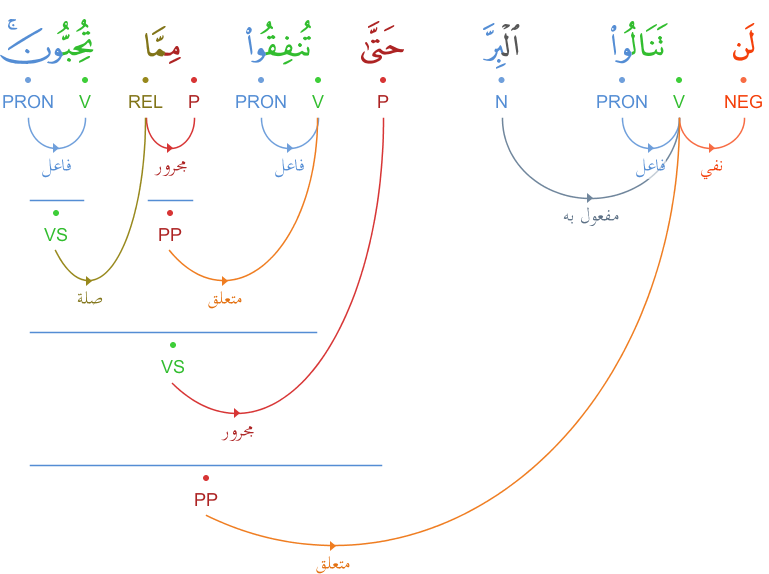 لَن تَنَالُوا۟ ٱلْبِرَّ حَتَّىٰ تُنفِقُوا۟ مِمَّا تُحِبُّونَ ۚ
NEG V PRON N P V PRON P REL V PRON
نفي فاعل فاعل مجرور فاعل
مفعول به
PP VS
متعلق صلة
VS
مجرور
PP
متعلق